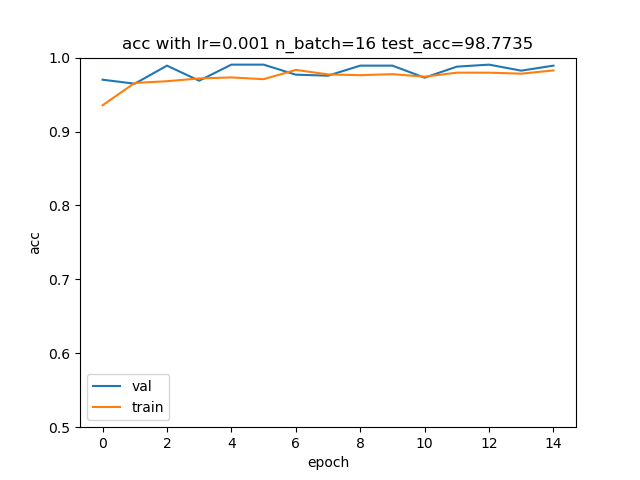 acc with lr=0.001 n_batch=16 test_acc=98.7735
1.0
0.9
0.8
0.7
0.6
0.5
acc
val
train
0 2 4 6 8 10 12 14
epoch